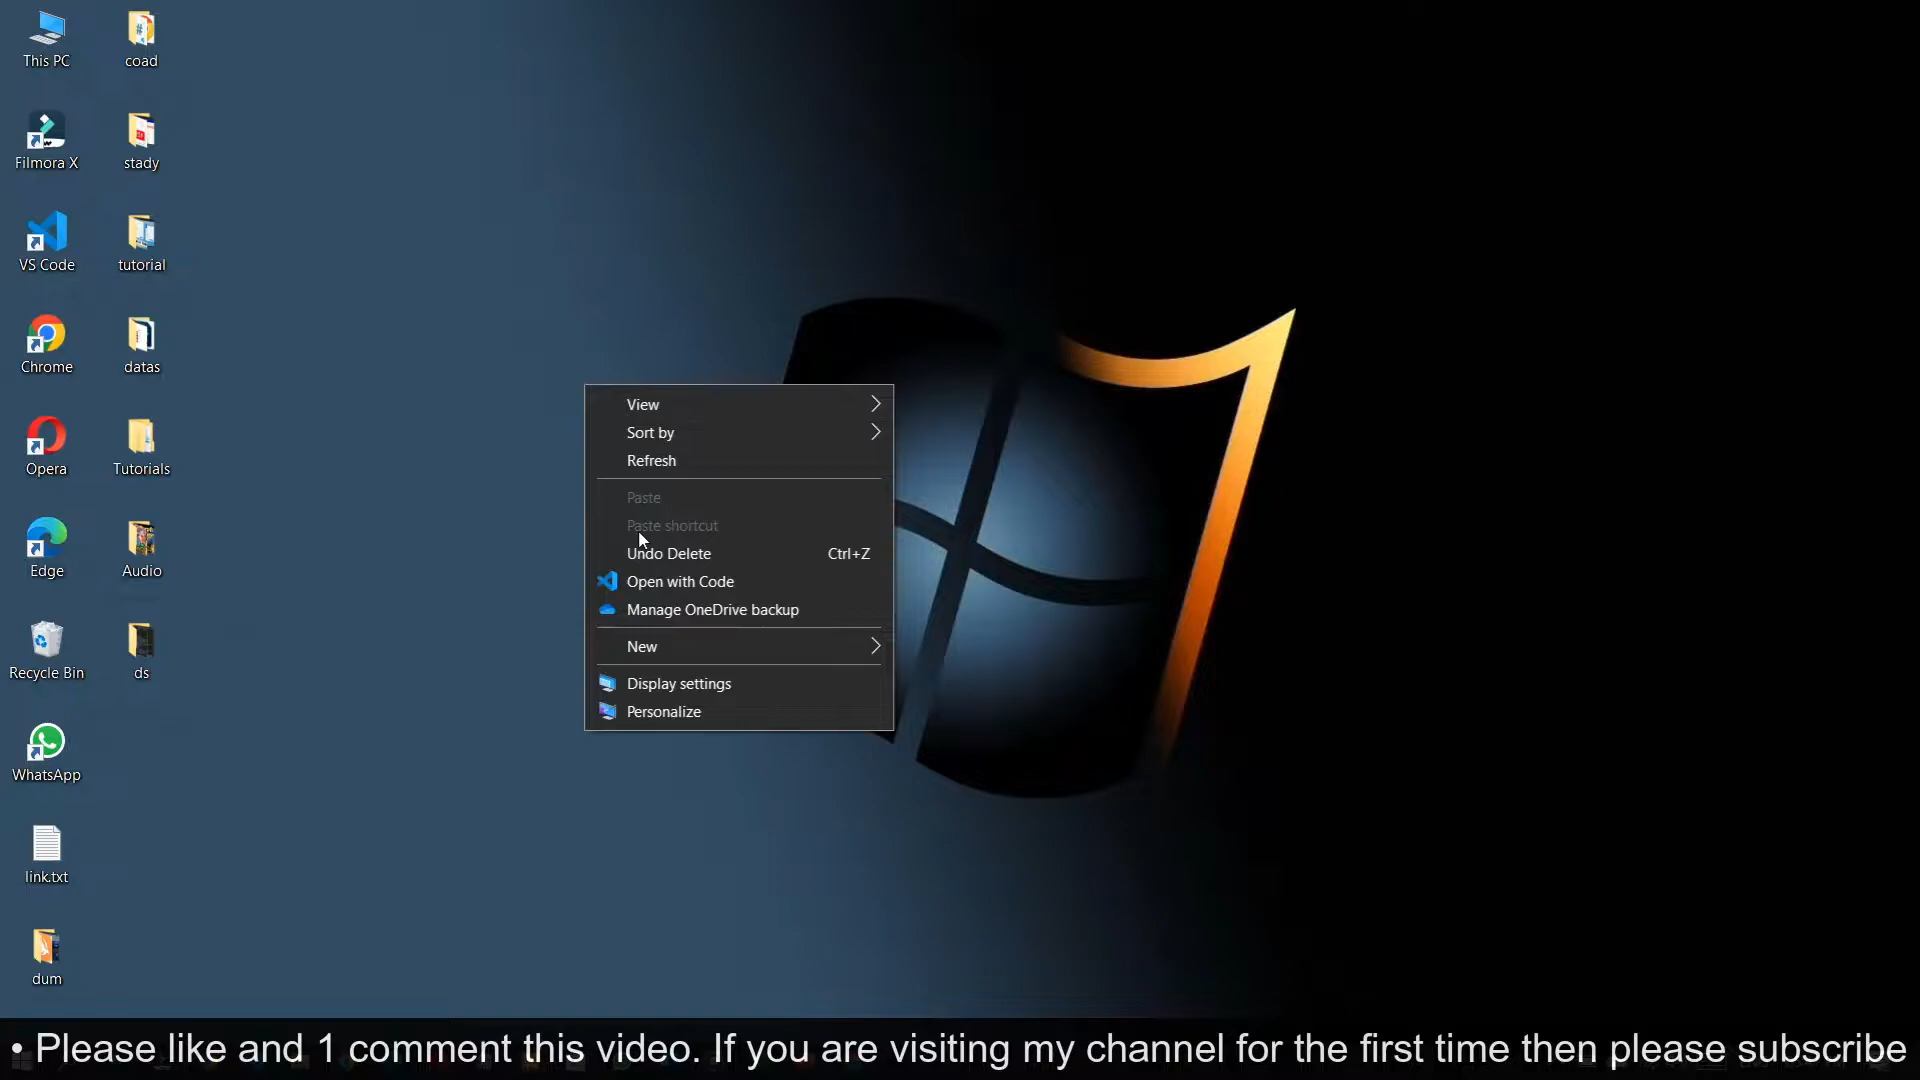 This PC
coad
Filmora X
stady
VS Code
tutorial
Chrome
datas
Opera
Tutorials
Edge
Audio
Recycle Bin
ds
WhatsApp
link.txt
dum
View
Sort by
Refresh
Paste
Paste shortcut
Undo Delete Ctrl+Z
Open with Code
Manage OneDrive backup
New
Display settings
Personalize
• Please like and 1 comment this video. If you are visiting my channel for the first time then please subscribe